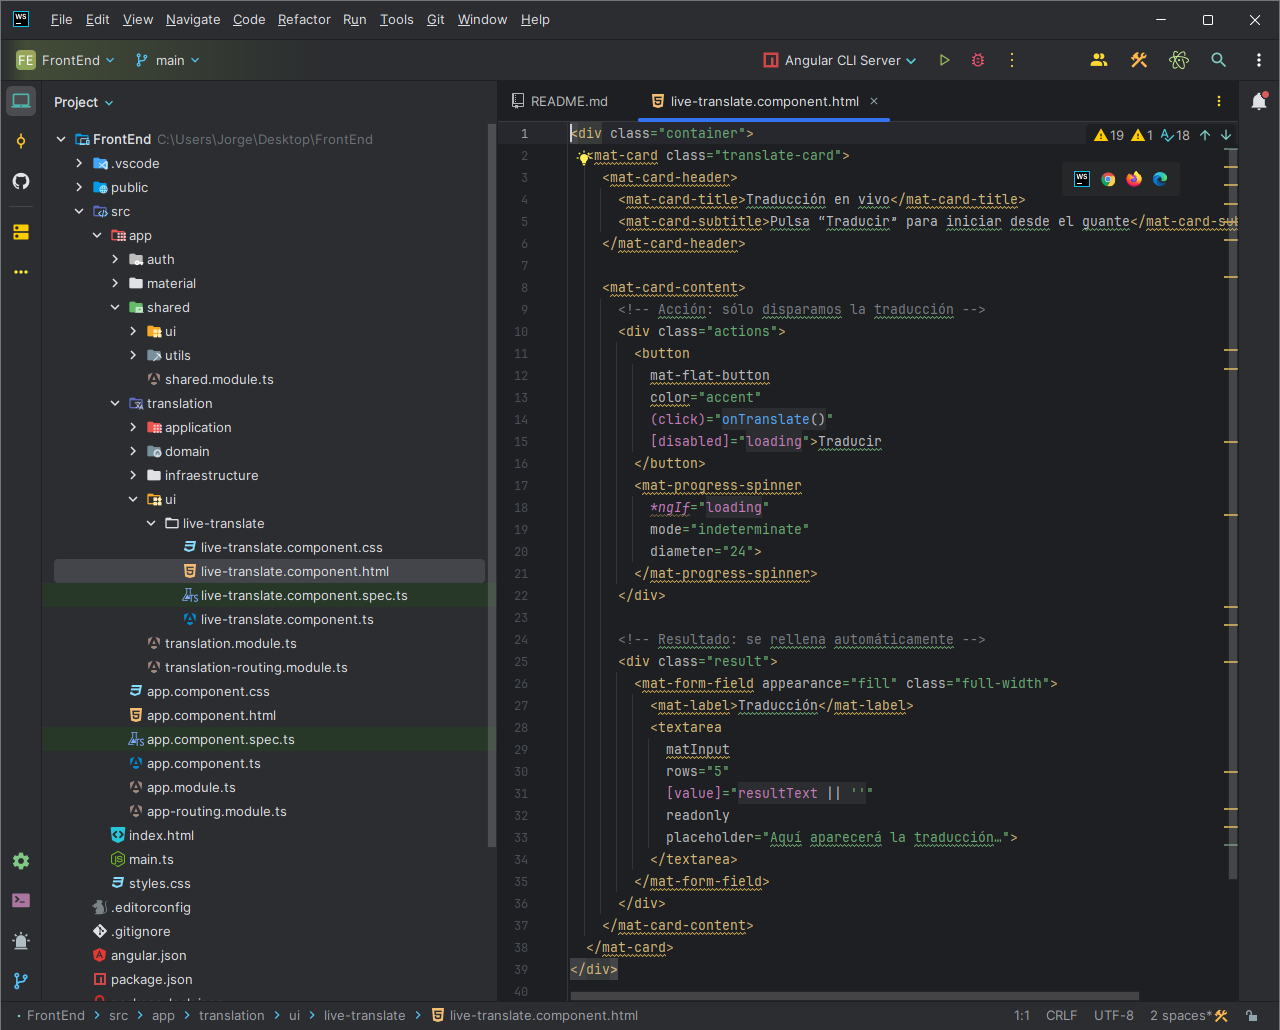 WS File Edit View Navigate Code Refactor Run Tools Git Window Help
FE FrontEnd main Angular CLI Server
Project
README.md
live-translate.component.html
FrontEnd C:\Users\Jorge\Desktop\FrontEnd
.vscode
public
src
app
auth
material
shared
ui
utils
shared.module.ts
translation
application
domain
infraestructure
ui
live-translate
live-translate.component.css
live-translate.component.html
live-translate.component.spec.ts
live-translate.component.ts
translation.module.ts
translation-routing.module.ts
app.component.css
app.component.html
app.component.spec.ts
app.component.ts
app.module.ts
app-routing.module.ts
index.html
main.ts
styles.css
.editorconfig
.gitignore
angular.json
package.json
19 1 18
WS
1 <div class="container">
2 <mat-card class="translate-card">
3 <mat-card-header>
4 <mat-card-title>Traducción en vivo</mat-card-title>
5 <mat-card-subtitle>Pulsa “Traducir” para iniciar desde el guante</mat-card-sub
6 </mat-card-header>
7
8 <mat-card-content>
9 <!-- Acción: sólo disparamos la traducción -->
10 <div class="actions">
11 <button
12 mat-flat-button
13 color="accent"
14 (click)="onTranslate()"
15 [disabled]="loading">Traducir
16 </button>
17 <mat-progress-spinner
18 *ngIf="loading"
19 mode="indeterminate"
20 diameter="24">
21 </mat-progress-spinner>
22 </div>
23
24 <!-- Resultado: se rellena automáticamente -->
25 <div class="result">
26 <mat-form-field appearance="fill" class="full-width">
27 <mat-label>Traducción</mat-label>
28 <textarea
29 matInput
30 rows="5"
31 [value]="resultText || ''"
32 readonly
33 placeholder="Aquí aparecerá la traducción…">
34 </textarea>
35 </mat-form-field>
36 </div>
37 </mat-card-content>
38 </mat-card>
39 </div>
40
FrontEnd > src > app > translation > ui > live-translate > live-translate.component.html
1:1 CRLF UTF-8 2 spaces*